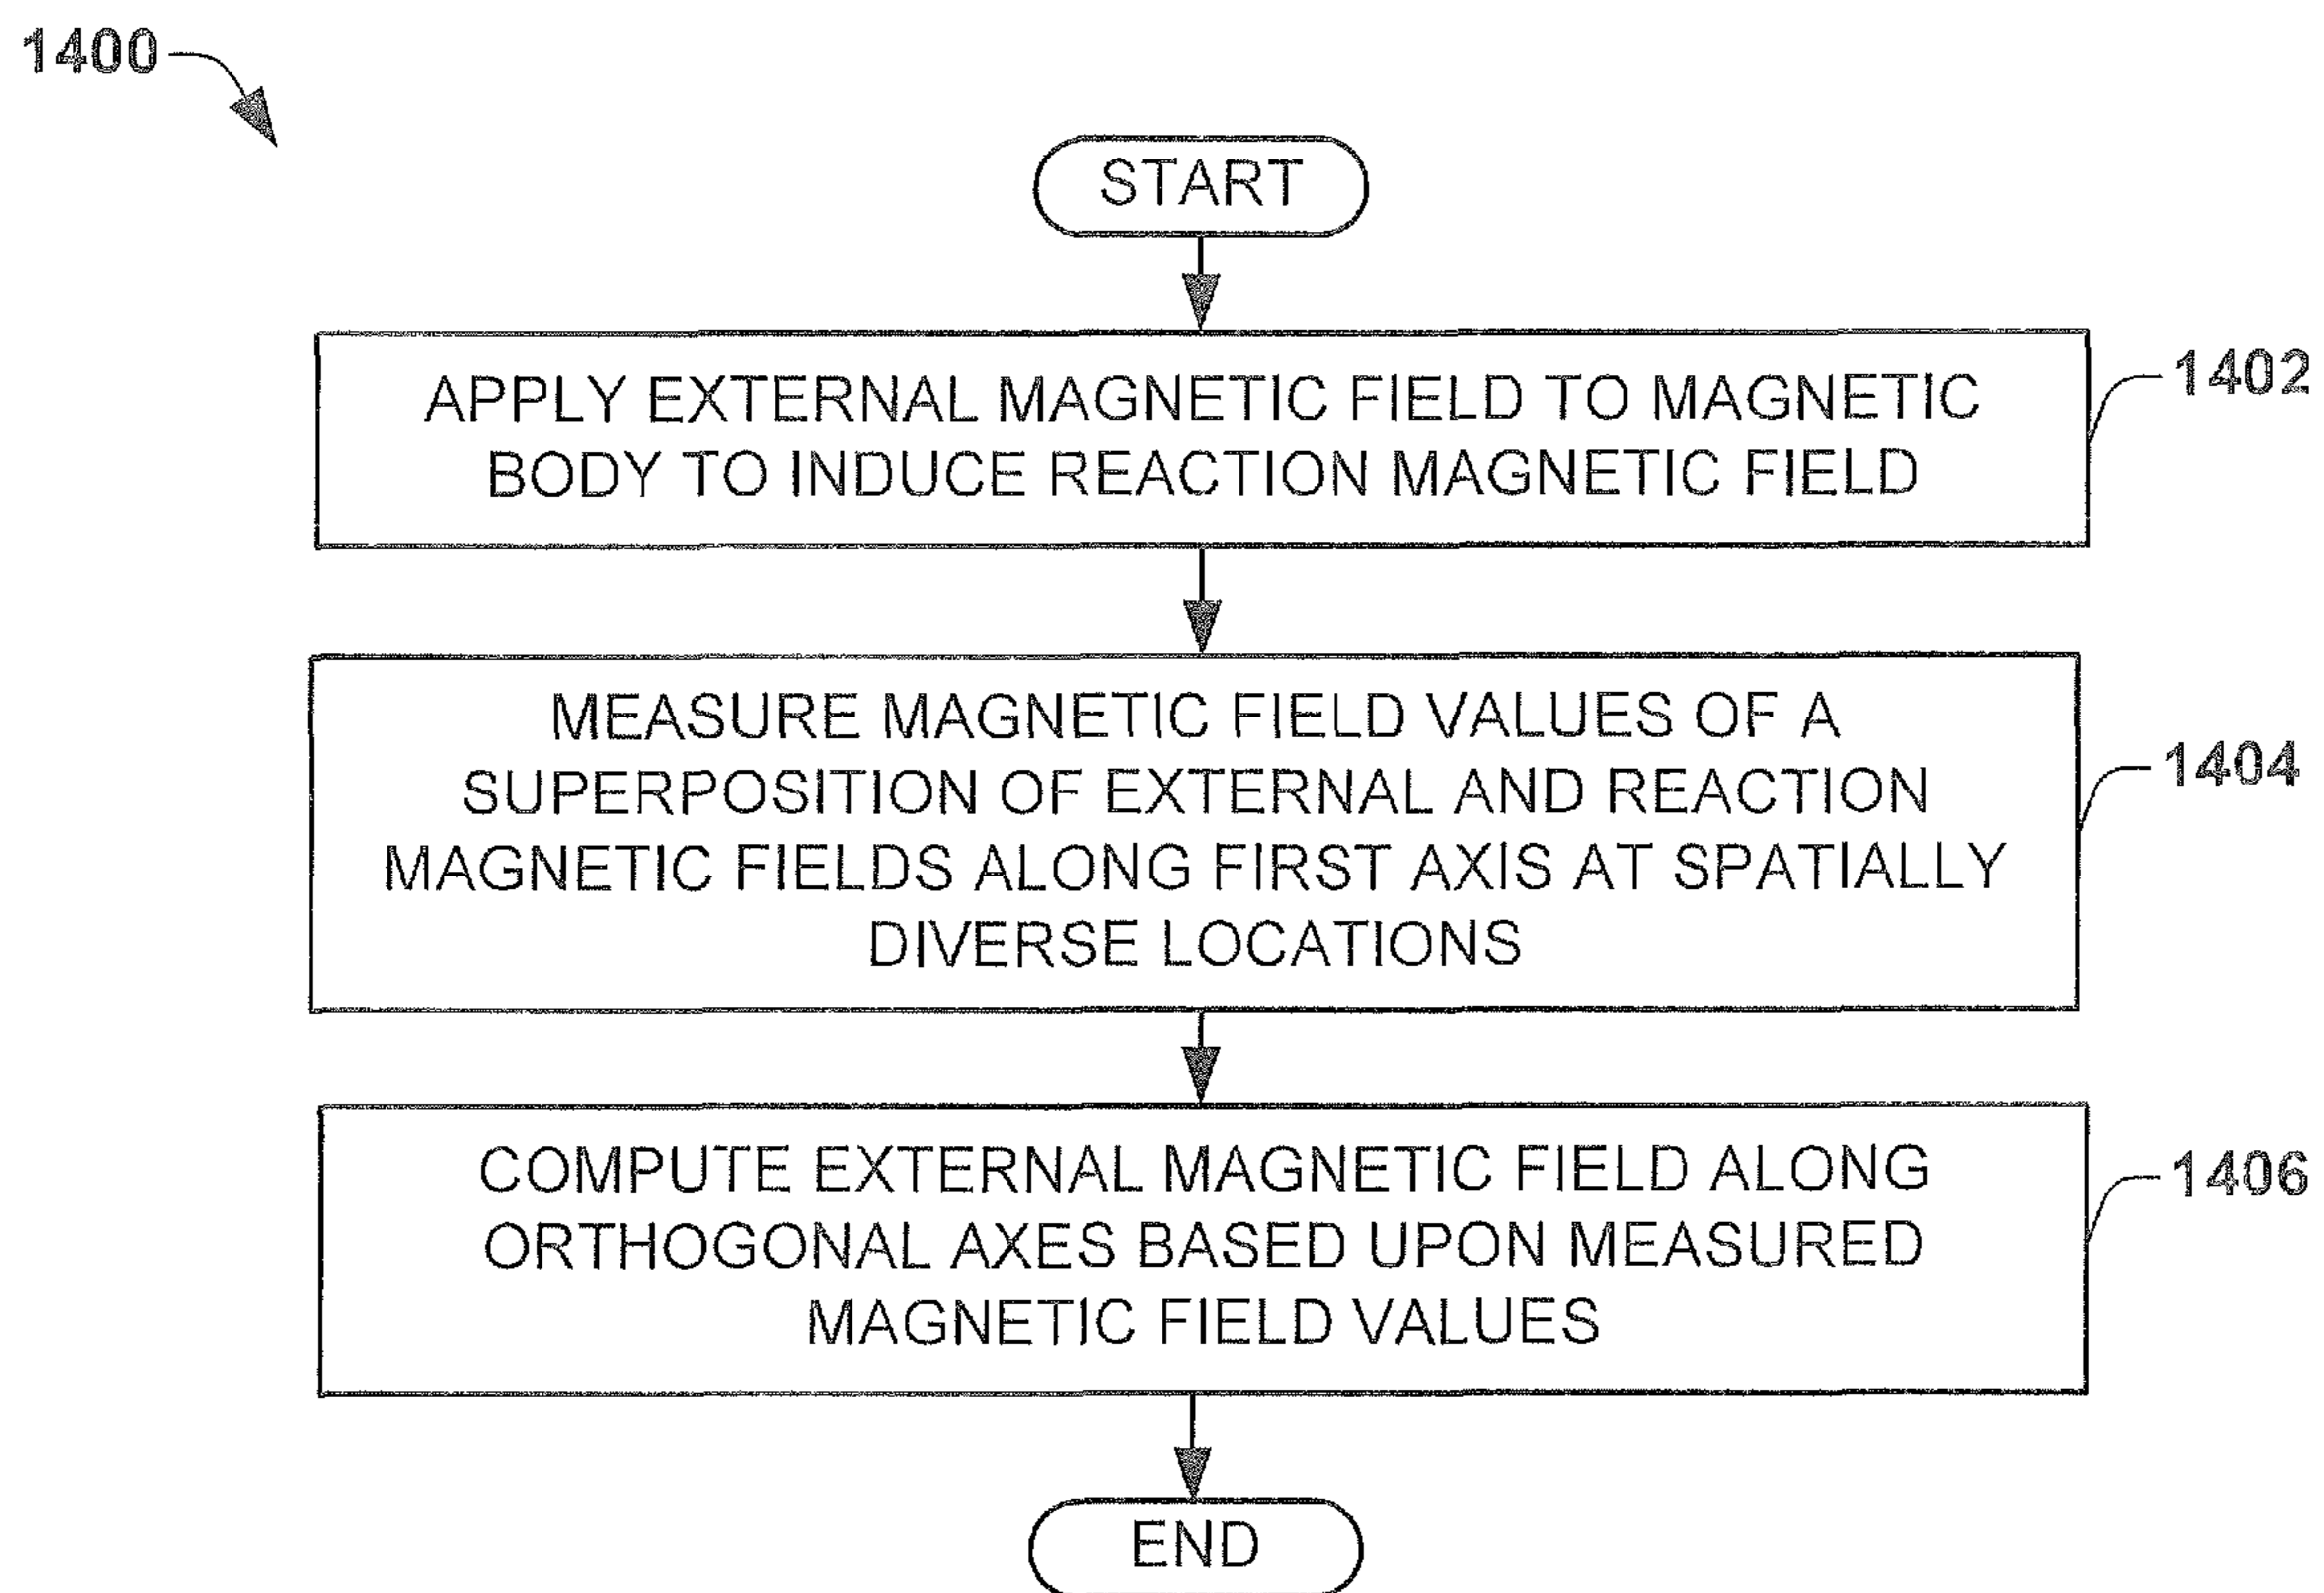 1400
START
APPLY EXTERNAL MAGNETIC FIELD TO MAGNETIC
BODY TO INDUCE REACTION MAGNETIC FIELD
1402
MEASURE MAGNETIC FIELD VALUES OF A
SUPERPOSITION OF EXTERNAL AND REACTION
MAGNETIC FIELDS ALONG FIRST AXIS AT SPATIALLY
DIVERSE LOCATIONS
1404
COMPUTE EXTERNAL MAGNETIC FIELD ALONG
ORTHOGONAL AXES BASED UPON MEASURED
MAGNETIC FIELD VALUES
1406
END